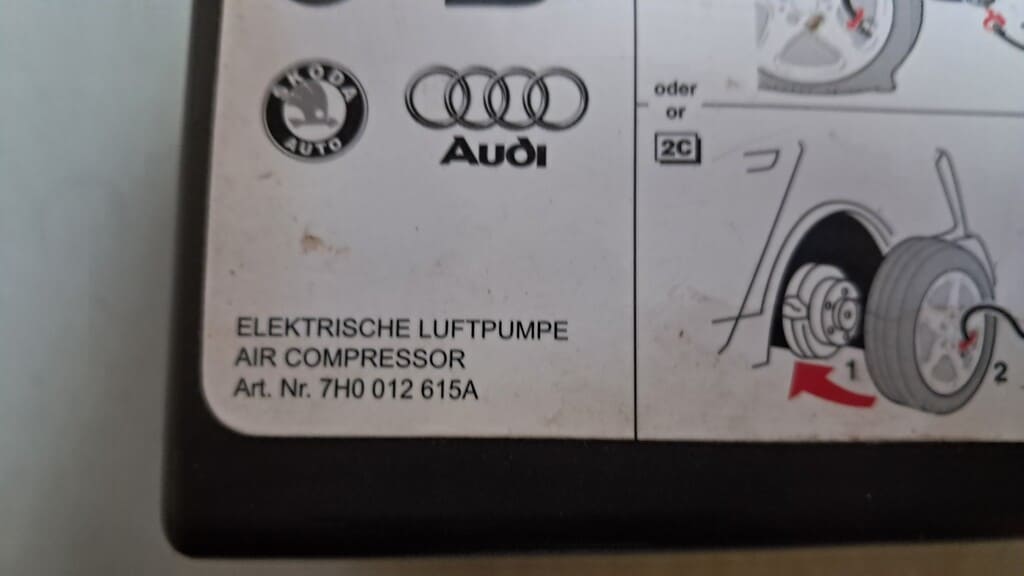 ŠKODA
AUTO
Audi
ELEKTRISCHE LUFTPUMPE
AIR COMPRESSOR
Art. Nr. 7H0 012 615A
oder
or
2C
1
2